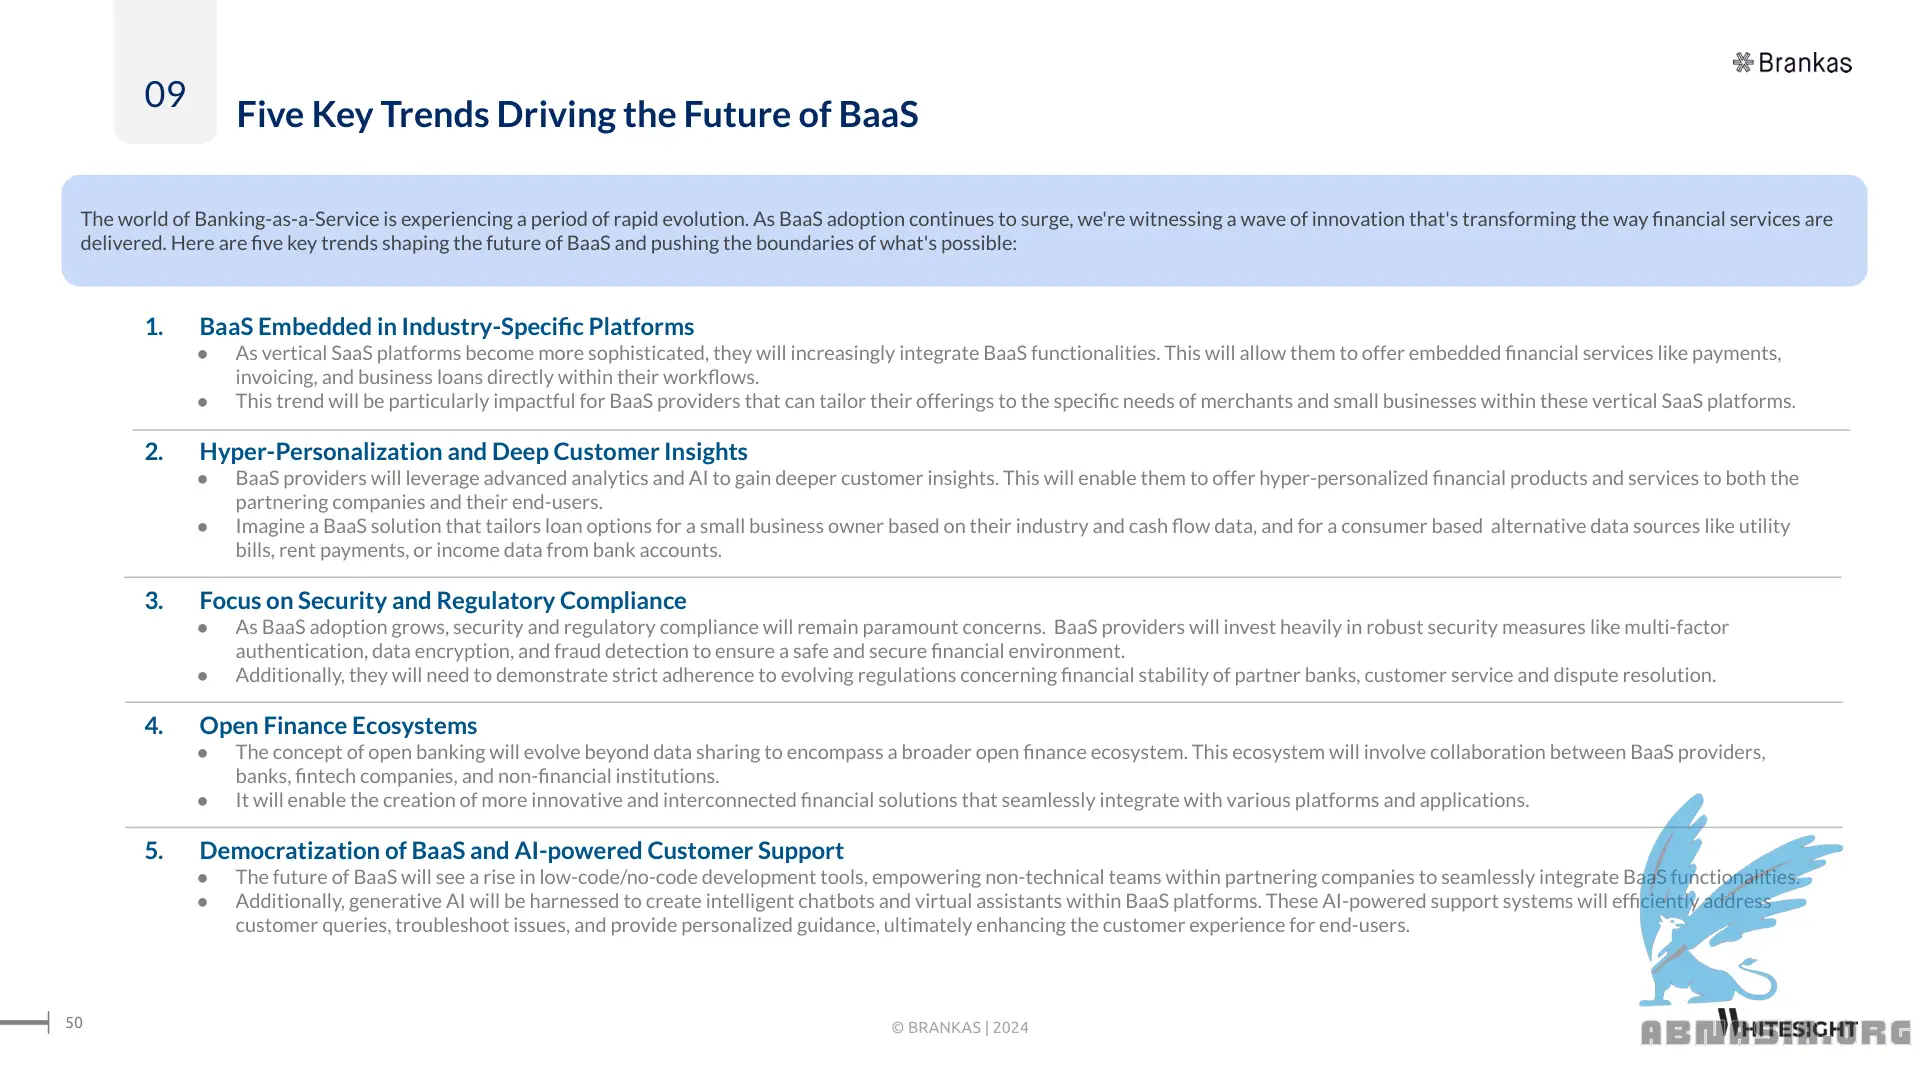 09
Brankas
Five Key Trends Driving the Future of BaaS
The world of Banking-as-a-Service is experiencing a period of rapid evolution. As BaaS adoption continues to surge, we're witnessing a wave of innovation that's transforming the way financial services are
delivered. Here are five key trends shaping the future of BaaS and pushing the boundaries of what's possible:
1. BaaS Embedded in Industry-Specific Platforms
● As vertical SaaS platforms become more sophisticated, they will increasingly integrate BaaS functionalities. This will allow them to offer embedded financial services like payments,
invoicing, and business loans directly within their workflows.
● This trend will be particularly impactful for BaaS providers that can tailor their offerings to the specific needs of merchants and small businesses within these vertical SaaS platforms.
2. Hyper-Personalization and Deep Customer Insights
● BaaS providers will leverage advanced analytics and AI to gain deeper customer insights. This will enable them to offer hyper-personalized financial products and services to both the
partnering companies and their end-users.
● Imagine a BaaS solution that tailors loan options for a small business owner based on their industry and cash flow data, and for a consumer based  alternative data sources like utility
bills, rent payments, or income data from bank accounts.
3. Focus on Security and Regulatory Compliance
● As BaaS adoption grows, security and regulatory compliance will remain paramount concerns.  BaaS providers will invest heavily in robust security measures like multi-factor
authentication, data encryption, and fraud detection to ensure a safe and secure financial environment.
● Additionally, they will need to demonstrate strict adherence to evolving regulations concerning financial stability of partner banks, customer service and dispute resolution.
4. Open Finance Ecosystems
● The concept of open banking will evolve beyond data sharing to encompass a broader open finance ecosystem. This ecosystem will involve collaboration between BaaS providers,
banks, fintech companies, and non-financial institutions.
● It will enable the creation of more innovative and interconnected financial solutions that seamlessly integrate with various platforms and applications.
5. Democratization of BaaS and AI-powered Customer Support
● The future of BaaS will see a rise in low-code/no-code development tools, empowering non-technical teams within partnering companies to seamlessly integrate BaaS functionalities.
● Additionally, generative AI will be harnessed to create intelligent chatbots and virtual assistants within BaaS platforms. These AI-powered support systems will efficiently address
customer queries, troubleshoot issues, and provide personalized guidance, ultimately enhancing the customer experience for end-users.
50
© BRANKAS | 2024
WHITESIGHT
ABNASIA.ORG